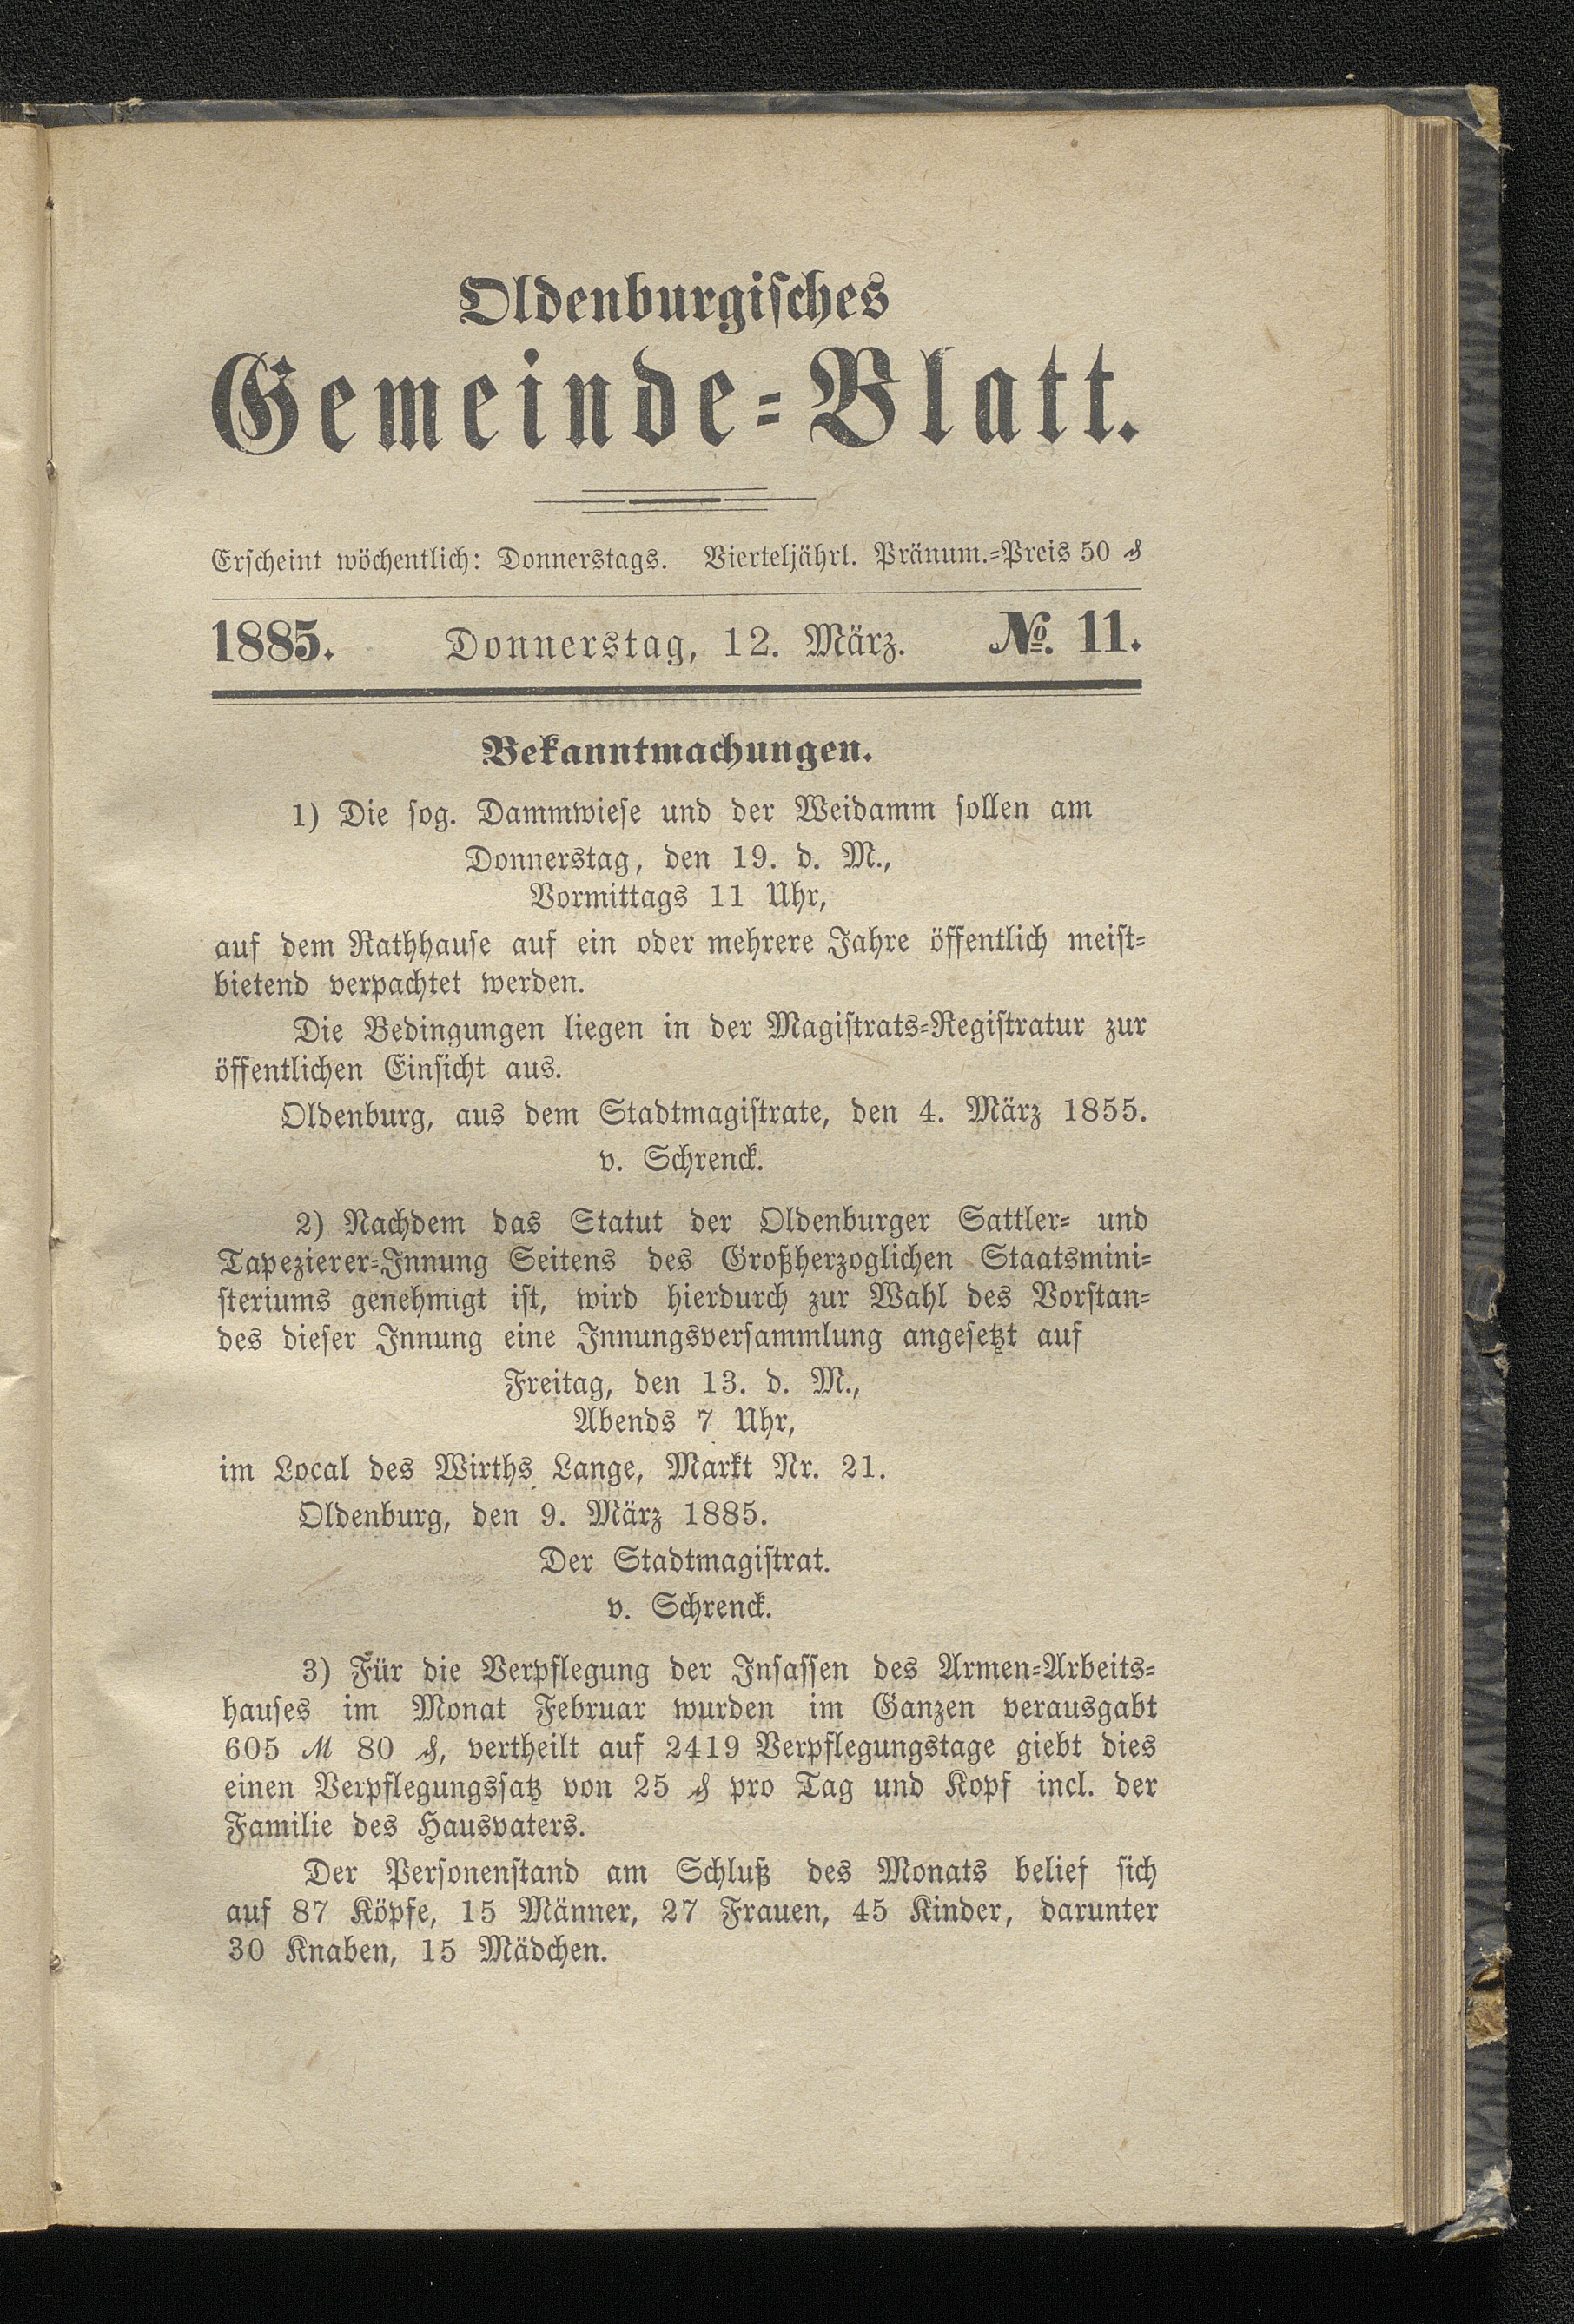 Oldenburgisches
Gemeinde-Blatt.
Erscheint wöchentlich: Donnerstags. Vierteljährl. Pränum.-Preis 50 ₰
1885. Donnerstag, 12. März. №. 11.
Bekanntmachungen.
1) Die sog. Dammwiese und der Weidamm sollen am
Donnerstag, den 19. d. M.,
Vormittags 11 Uhr,
auf dem Rathhause auf ein oder mehrere Jahre öffentlich meist-
bietend verpachtet werden.
Die Bedingungen liegen in der Magistrats-Registratur zur
öffentlichen Einsicht aus.
Oldenburg, aus dem Stadtmagistrate, den 4. März 1855.
v. Schrenck.
2) Nachdem das Statut der Oldenburger Sattler- und
Tapezierer-Innung Seitens des Großherzoglichen Staatsmini-
steriums genehmigt ist, wird hierdurch zur Wahl des Vorstan-
des dieser Innung eine Innungsversammlung angesetzt auf
Freitag, den 13. d. M.,
Abends 7 Uhr,
im Local des Wirths Lange, Markt Nr. 21.
Oldenburg, den 9. März 1885.
Der Stadtmagistrat.
v. Schrenck.
3) Für die Verpflegung der Insassen des Armen-Arbeits-
hauses im Monat Februar wurden im Ganzen verausgabt
605 ℳ 80 ₰, vertheilt auf 2419 Verpflegungstage giebt dies
einen Verpflegungssatz von 25 ₰ pro Tag und Kopf incl. der
Familie des Hausvaters.
Der Personenstand am Schluß des Monats belief sich
auf 87 Köpfe, 15 Männer, 27 Frauen, 45 Kinder, darunter
30 Knaben, 15 Mädchen.